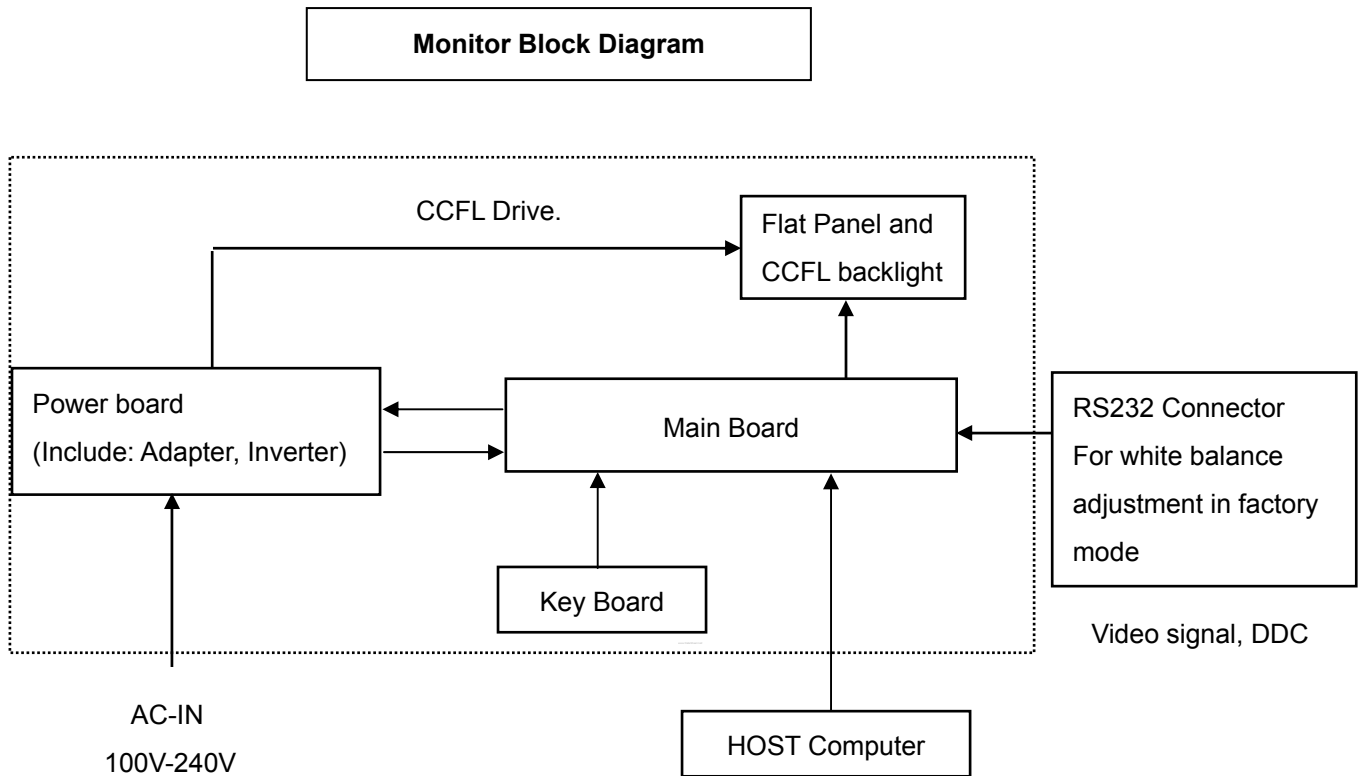 Monitor Block Diagram
CCFL Drive.
Flat Panel and
CCFL backlight
Power board
(Include: Adapter, Inverter)
Main Board
RS232 Connector
For white balance
adjustment in factory
mode
Key Board
Video signal, DDC
AC-IN
100V-240V
HOST Computer